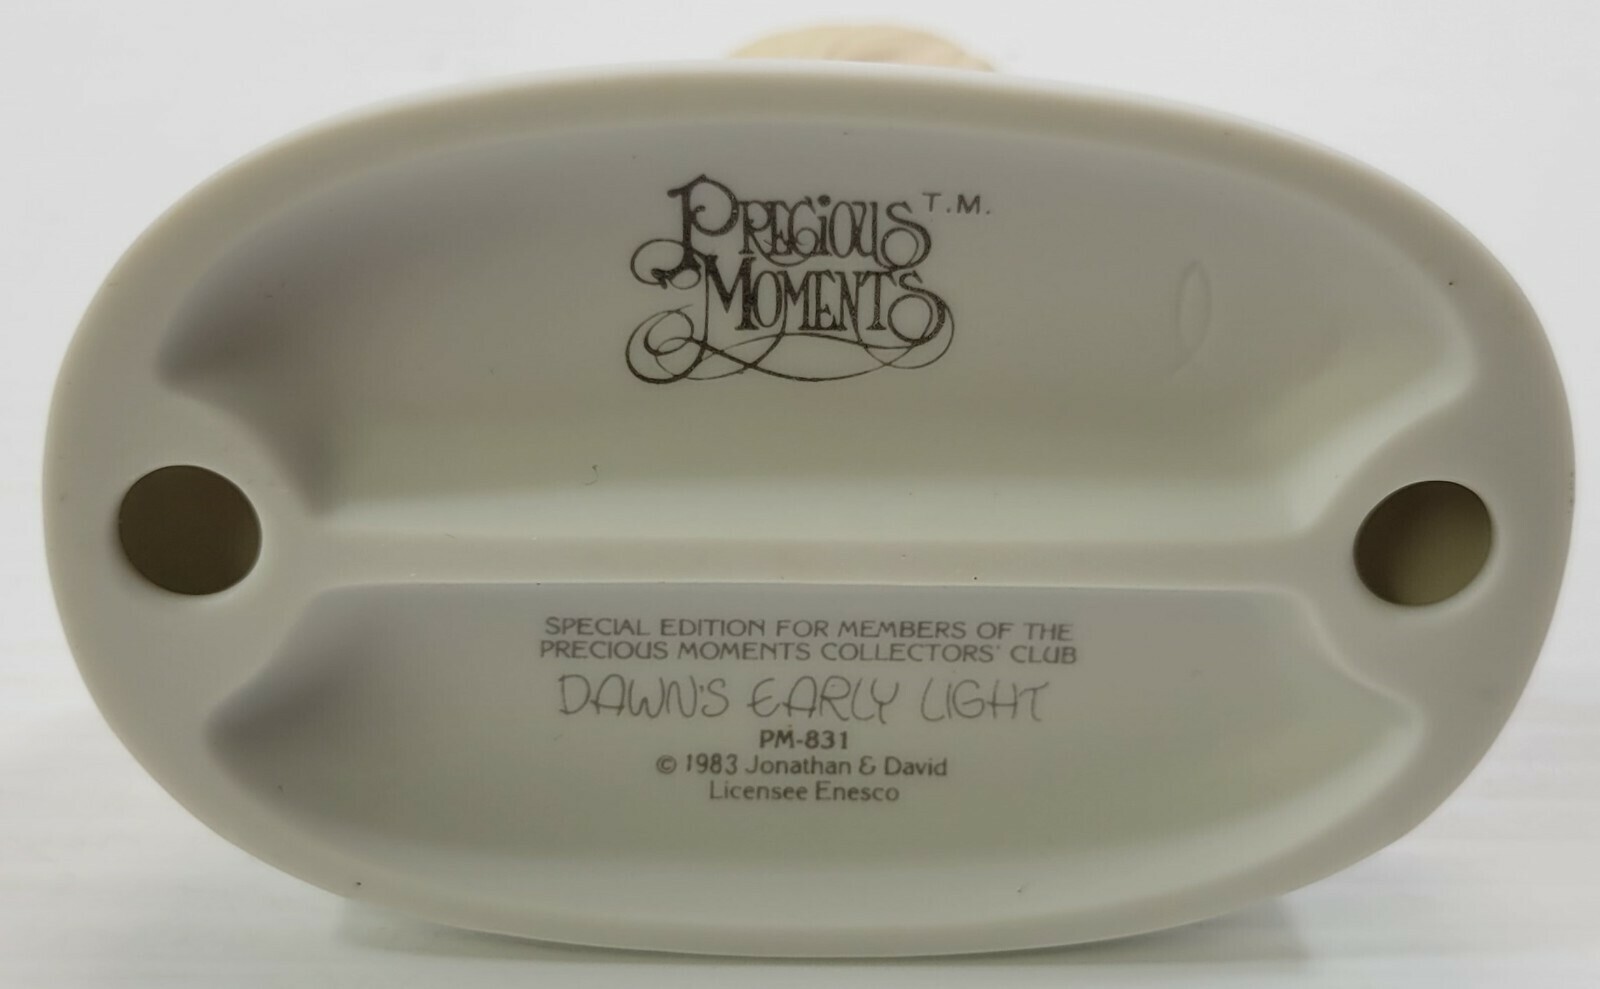 PRECIOUS T.M.
MOMENTS
SPECIAL EDITION FOR MEMBERS OF THE
PRECIOUS MOMENTS COLLECTORS' CLUB
DAWN'S EARLY LIGHT
PM-831
© 1983 Jonathan & David
Licensee Enesco